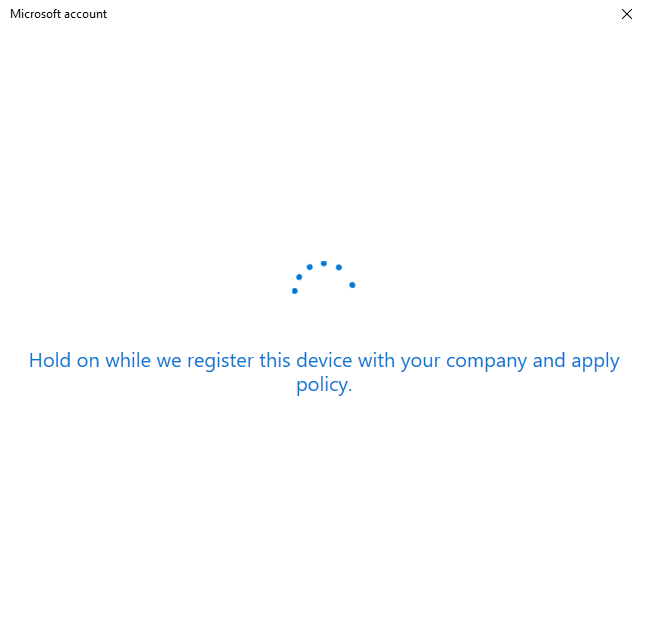 Microsoft account
Hold on while we register this device with your company and apply
policy.